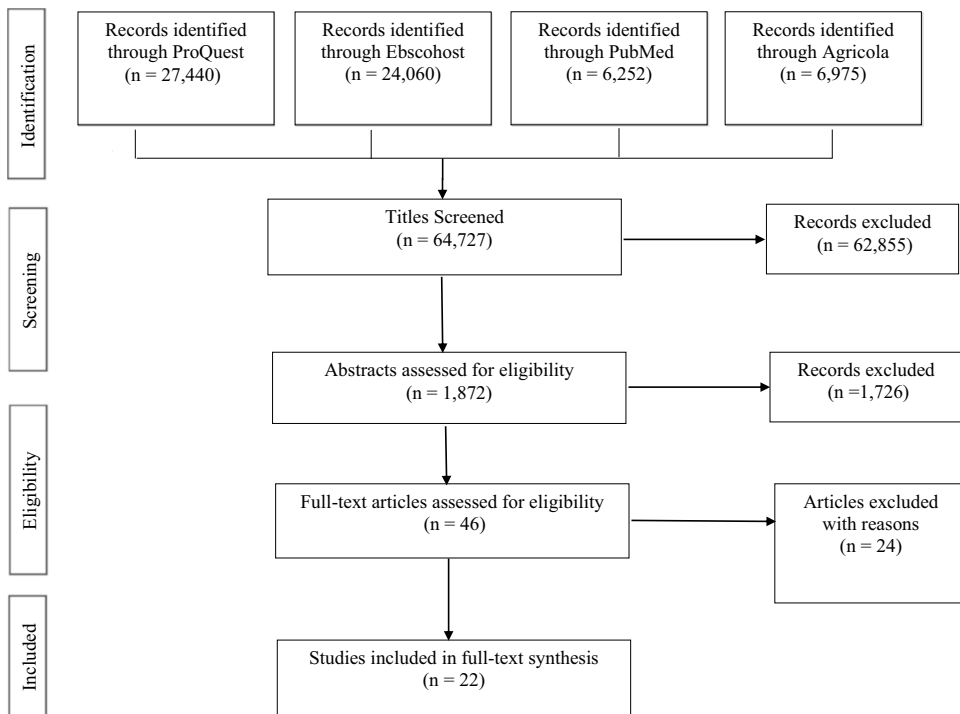 Identification
Records identified
through ProQuest
(n = 27,440)
Records identified
through Ebscohost
(n = 24,060)
Records identified
through PubMed
(n = 6,252)
Records identified
through Agricola
(n = 6,975)
Screening
Titles Screened
(n = 64,727)
Records excluded
(n = 62,855)
Abstracts assessed for eligibility
(n = 1,872)
Records excluded
(n =1,726)
Eligibility
Full-text articles assessed for eligibility
(n = 46)
Articles excluded
with reasons
(n = 24)
Included
Studies included in full-text synthesis
(n = 22)